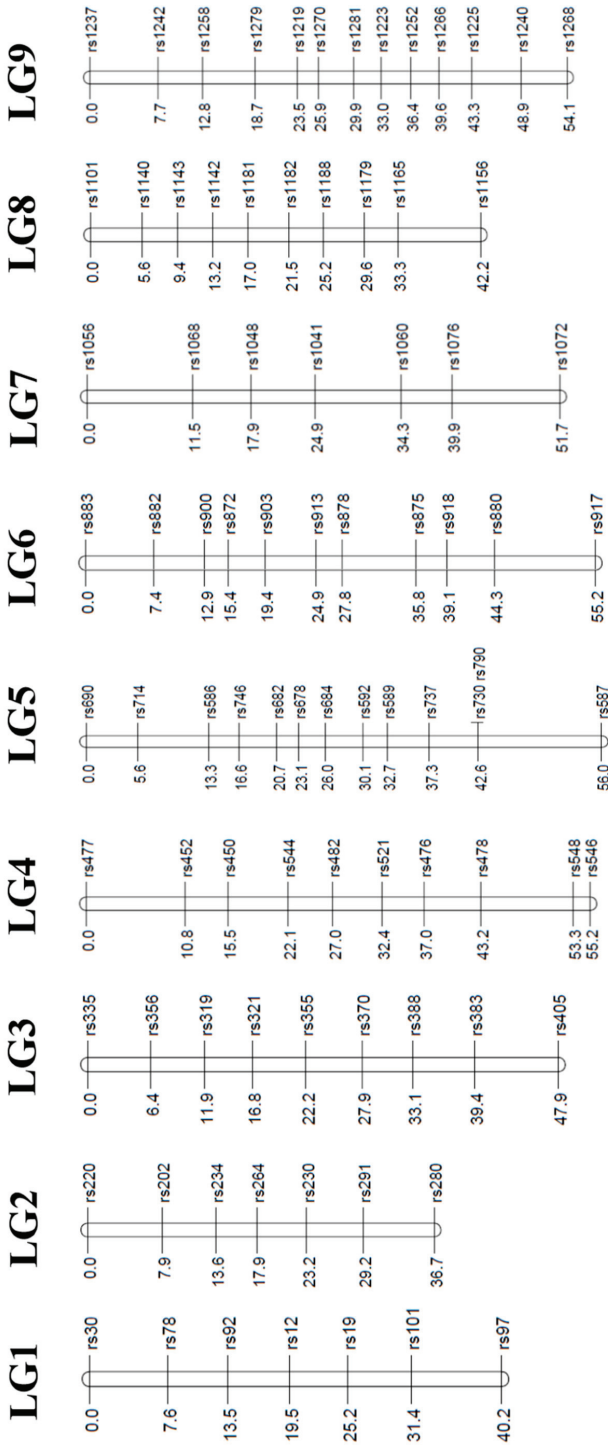 LG1
0.0 rs30
7.6 rs78
13.5 rs92
19.5 rs12
25.2 rs19
31.4 rs101
40.2 rs97
LG2
0.0 rs220
7.9 rs202
13.6 rs234
17.9 rs264
23.2 rs230
29.2 rs291
36.7 rs280
LG3
0.0 rs335
6.4 rs356
11.9 rs319
16.8 rs321
22.2 rs355
27.9 rs370
33.1 rs388
39.4 rs383
47.9 rs405
LG4
0.0 rs477
10.8 rs452
15.5 rs450
22.1 rs544
27.0 rs482
32.4 rs521
37.0 rs476
43.2 rs478
53.3 rs548
55.2 rs546
LG5
0.0 rs690
5.6 rs714
13.3 rs586
16.6 rs746
20.7 rs682
23.1 rs678
26.0 rs684
30.1 rs592
32.7 rs589
37.3 rs737
42.6 rs730 rs790
56.0 rs587
LG6
0.0 rs883
7.4 rs882
12.9 rs900
15.4 rs872
19.4 rs903
24.9 rs913
27.8 rs878
35.8 rs875
39.1 rs918
44.3 rs880
55.2 rs917
LG7
0.0 rs1056
11.5 rs1068
17.9 rs1048
24.9 rs1041
34.3 rs1060
39.9 rs1076
51.7 rs1072
LG8
0.0 rs1101
5.6 rs1140
9.4 rs1143
13.2 rs1142
17.0 rs1181
21.5 rs1182
25.2 rs1188
29.6 rs1179
33.3 rs1165
42.2 rs1156
LG9
0.0 rs1237
7.7 rs1242
12.8 rs1258
18.7 rs1279
23.5 rs1219
25.9 rs1270
29.9 rs1281
33.0 rs1223
36.4 rs1252
39.6 rs1266
43.3 rs1225
48.9 rs1240
54.1 rs1268